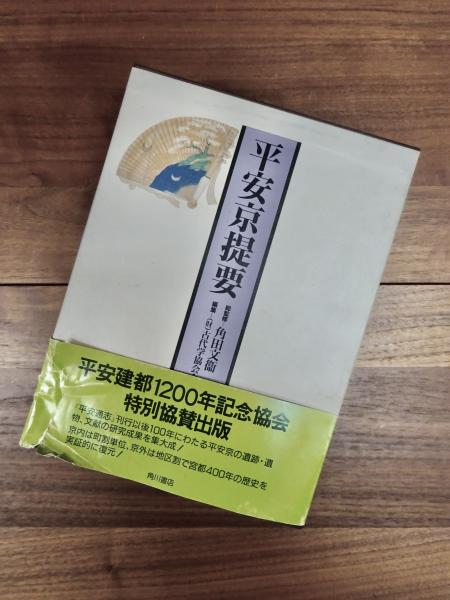 平安京提要
総監修 角田文衞
編集 (財)古代学協会
平安建都1200年記念協会
特別協賛出版
『平安通志』刊行以後100年にわたる平安京の遺跡・遺
物、文献の研究成果を集大成!
京内は町割単位、京外は地区割で宮都400年の歴史を
実証的に復元!
角川書店